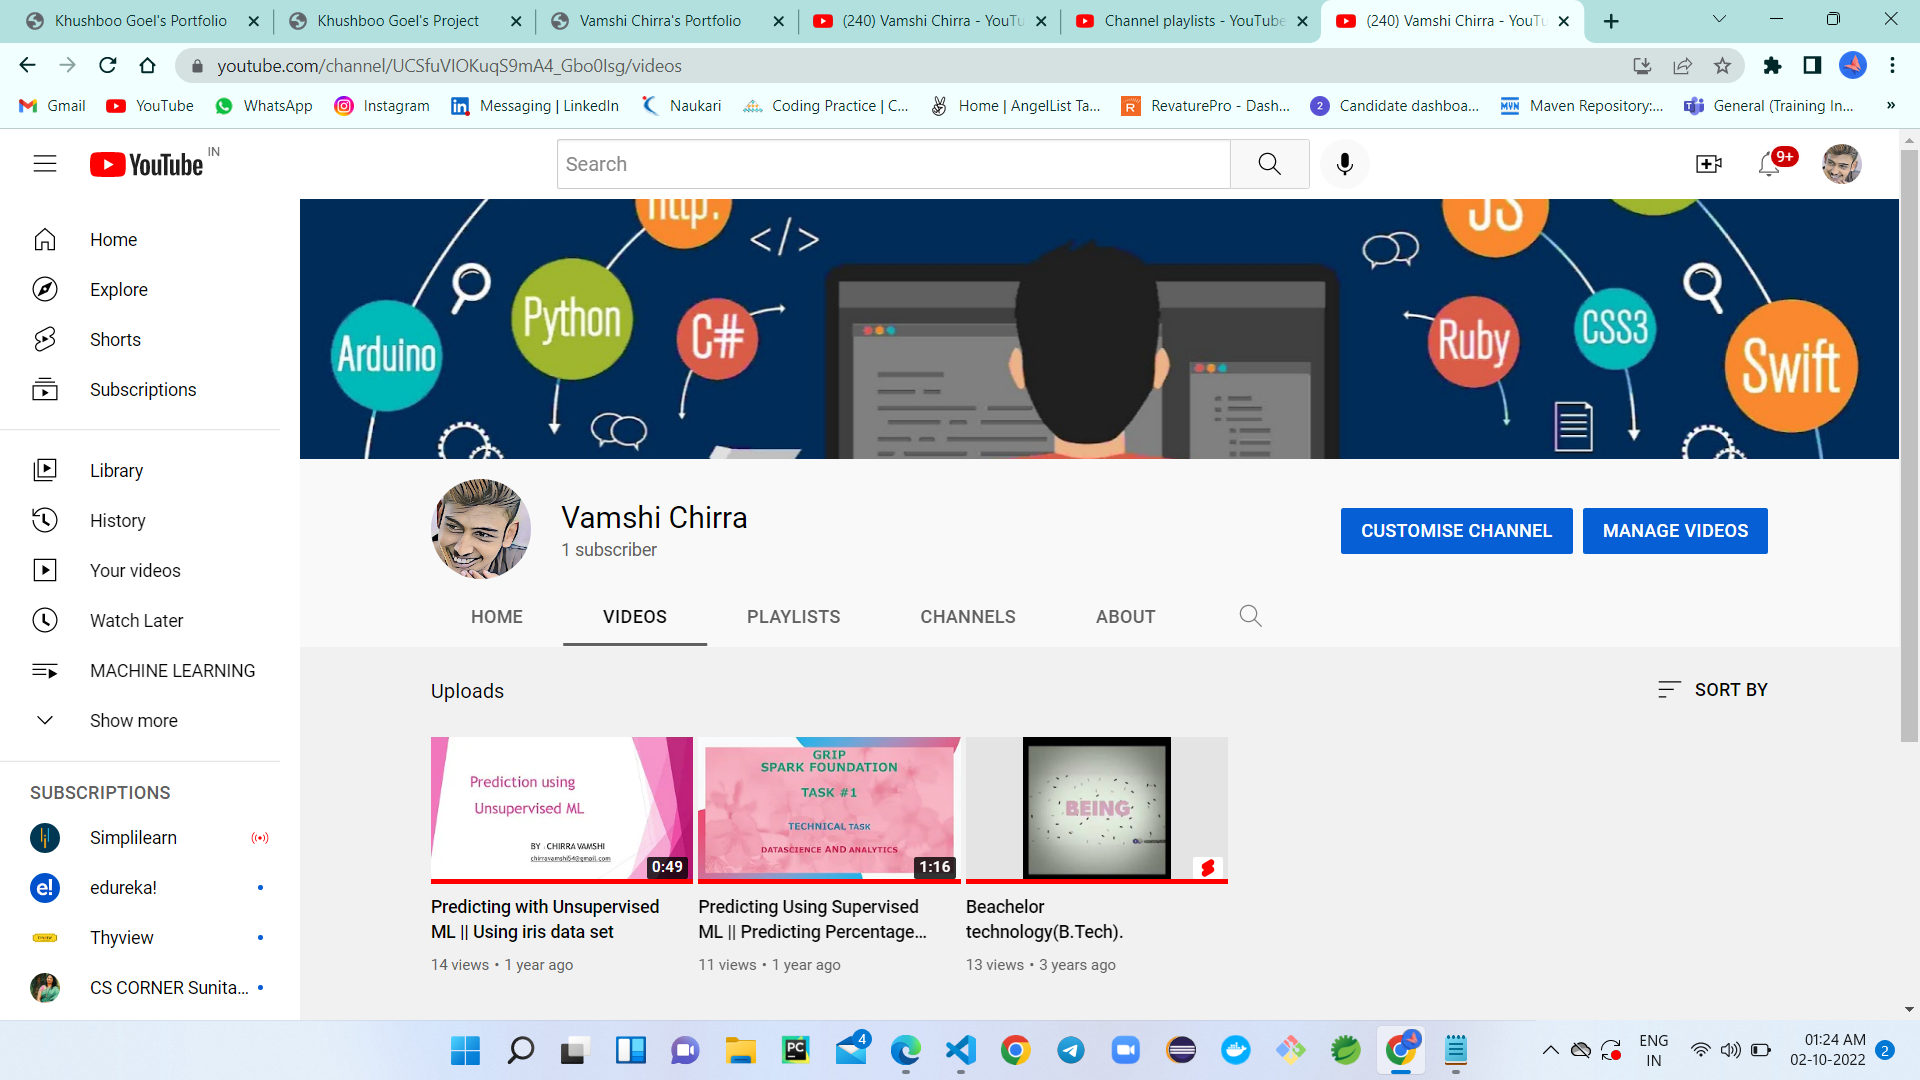 Khushboo Goel's Portfolio
Khushboo Goel's Project
Vamshi Chirra's Portfolio
(240) Vamshi Chirra - YouTu
Channel playlists - YouTube
(240) Vamshi Chirra - YouTu
youtube.com/channel/UCSfuVIOKuqS9mA4_Gbo0Isg/videos
Gmail
YouTube
WhatsApp
Instagram
Messaging | LinkedIn
Naukari
Coding Practice | C...
Home | AngelList Ta...
RevaturePro - Dash...
2
Candidate dashboa...
MVN
Maven Repository:...
General (Training In...
»
YouTube IN
Search
9+
Home
Explore
Shorts
Subscriptions
Library
History
Your videos
Watch Later
MACHINE LEARNING
Show more
SUBSCRIPTIONS
Simplilearn
e!
edureka!
Thyview
CS CORNER Sunita...
http:
</>
JS
Python
C#
Arduino
Ruby
CSS3
Swift
Vamshi Chirra
1 subscriber
CUSTOMISE CHANNEL
MANAGE VIDEOS
HOME
VIDEOS
PLAYLISTS
CHANNELS
ABOUT
Uploads
SORT BY
Prediction using
Unsupervised ML
BY : CHIRRA VAMSHI
chirravamshi54@gmail.com
0:49
GRIP
SPARK FOUNDATION
TASK #1
TECHNICAL TASK
DATASCIENCE AND ANALYTICS
1:16
BEING
Predicting with Unsupervised
ML || Using iris data set
14 views • 1 year ago
Predicting Using Supervised
ML || Predicting Percentage...
11 views • 1 year ago
Beachelor
technology(B.Tech).
13 views • 3 years ago
PC
4
ENG
IN
01:24 AM
02-10-2022
2